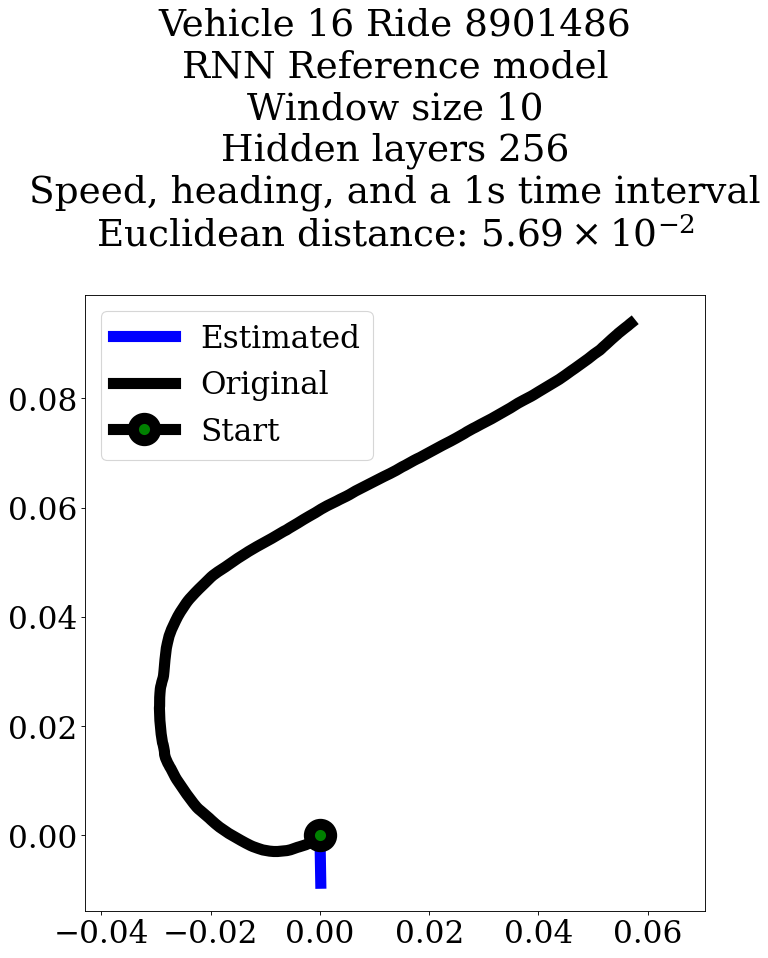 Vehicle 16 Ride 8901486
RNN Reference model
Window size 10
Hidden layers 256
Speed, heading, and a 1s time interval
Euclidean distance: 5.69 × 10⁻²
Estimated
Original
Start
0.08
0.06
0.04
0.02
0.00
−0.04 −0.02 0.00 0.02 0.04 0.06